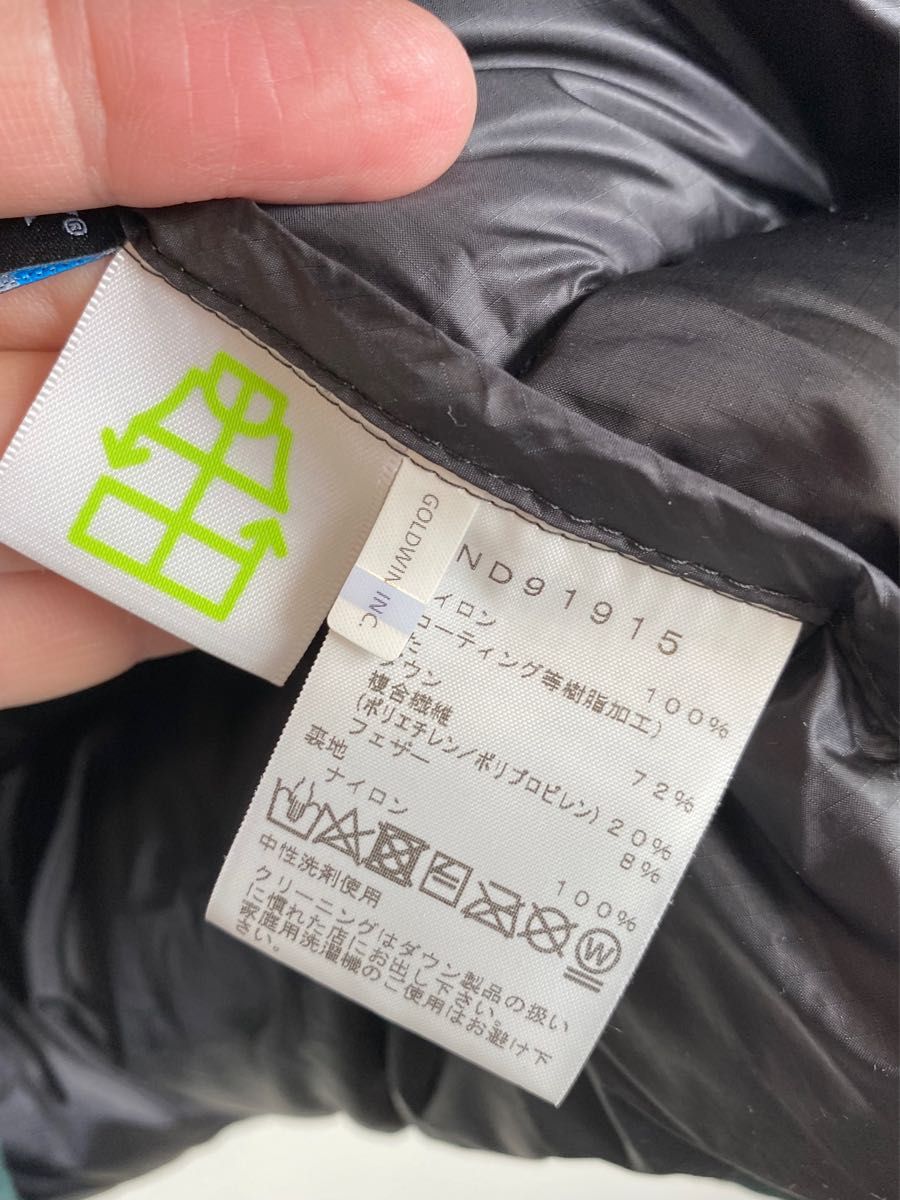 GOLDWIN INC.
ND91915
イロン 100%
コーティング等樹脂加工)
ダウン 72%
複合繊維
(ポリエチレン/ポリプロピレン) 20%
フェザー 8%
裏地
ナイロン 100%
W
中性洗剤使用
クリーニングはダウン製品の扱い
に慣れた店にお出し下さい。
家庭用洗濯機のご使用はお避け下
さい。